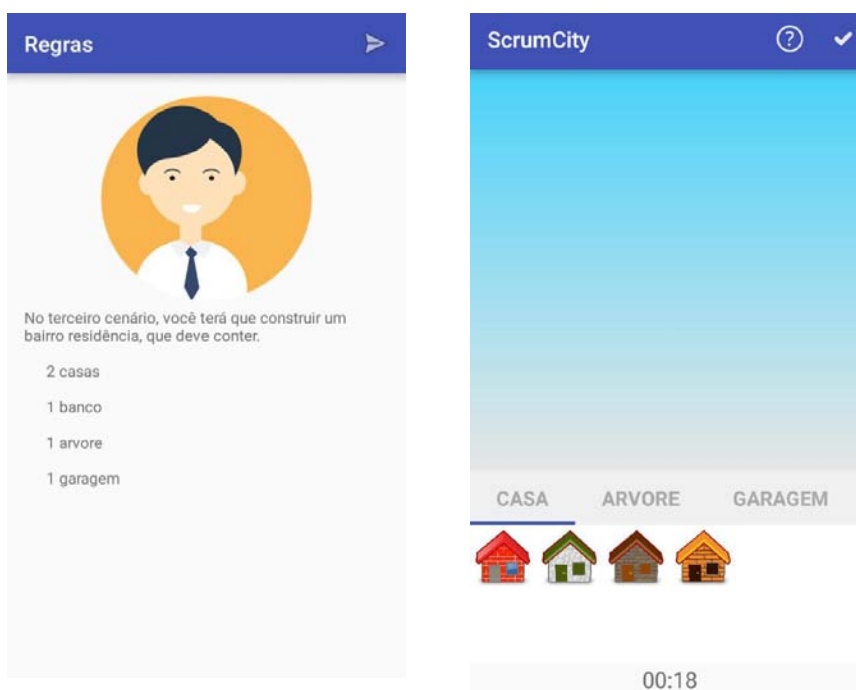 Regras
No terceiro cenário, você terá que construir um
bairro residência, que deve conter.
2 casas
1 banco
1 arvore
1 garagem
ScrumCity
?
CASA ARVORE GARAGEM
00:18